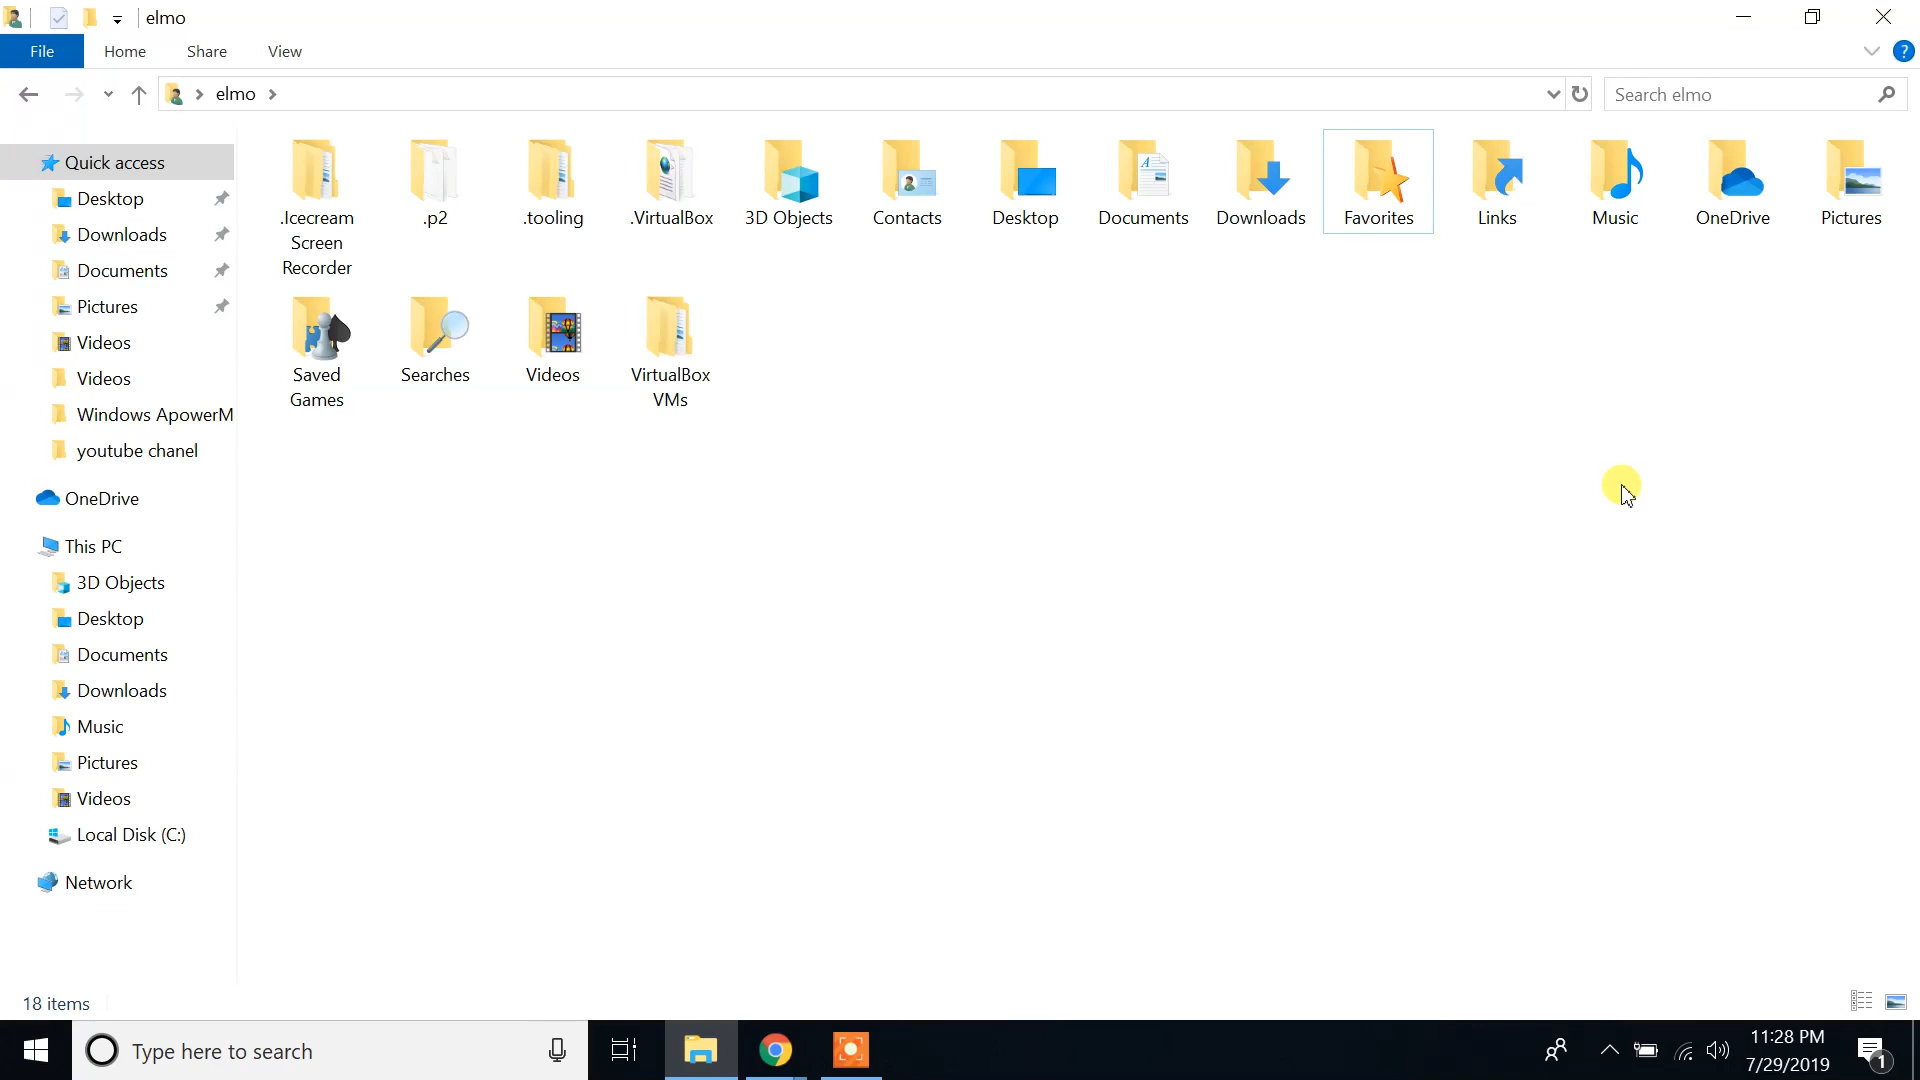 elmo
File Home Share View
elmo
Search elmo
Quick access
Desktop
Downloads
Documents
Pictures
Videos
Videos
Windows ApowerM
youtube chanel
OneDrive
This PC
3D Objects
Desktop
Documents
Downloads
Music
Pictures
Videos
Local Disk (C:)
Network
.Icecream
Screen
Recorder
.p2
.tooling
.VirtualBox
3D Objects
Contacts
Desktop
Documents
Downloads
Favorites
Links
Music
OneDrive
Pictures
Saved
Games
Searches
Videos
VirtualBox
VMs
18 items
Type here to search
11:28 PM
7/29/2019
1